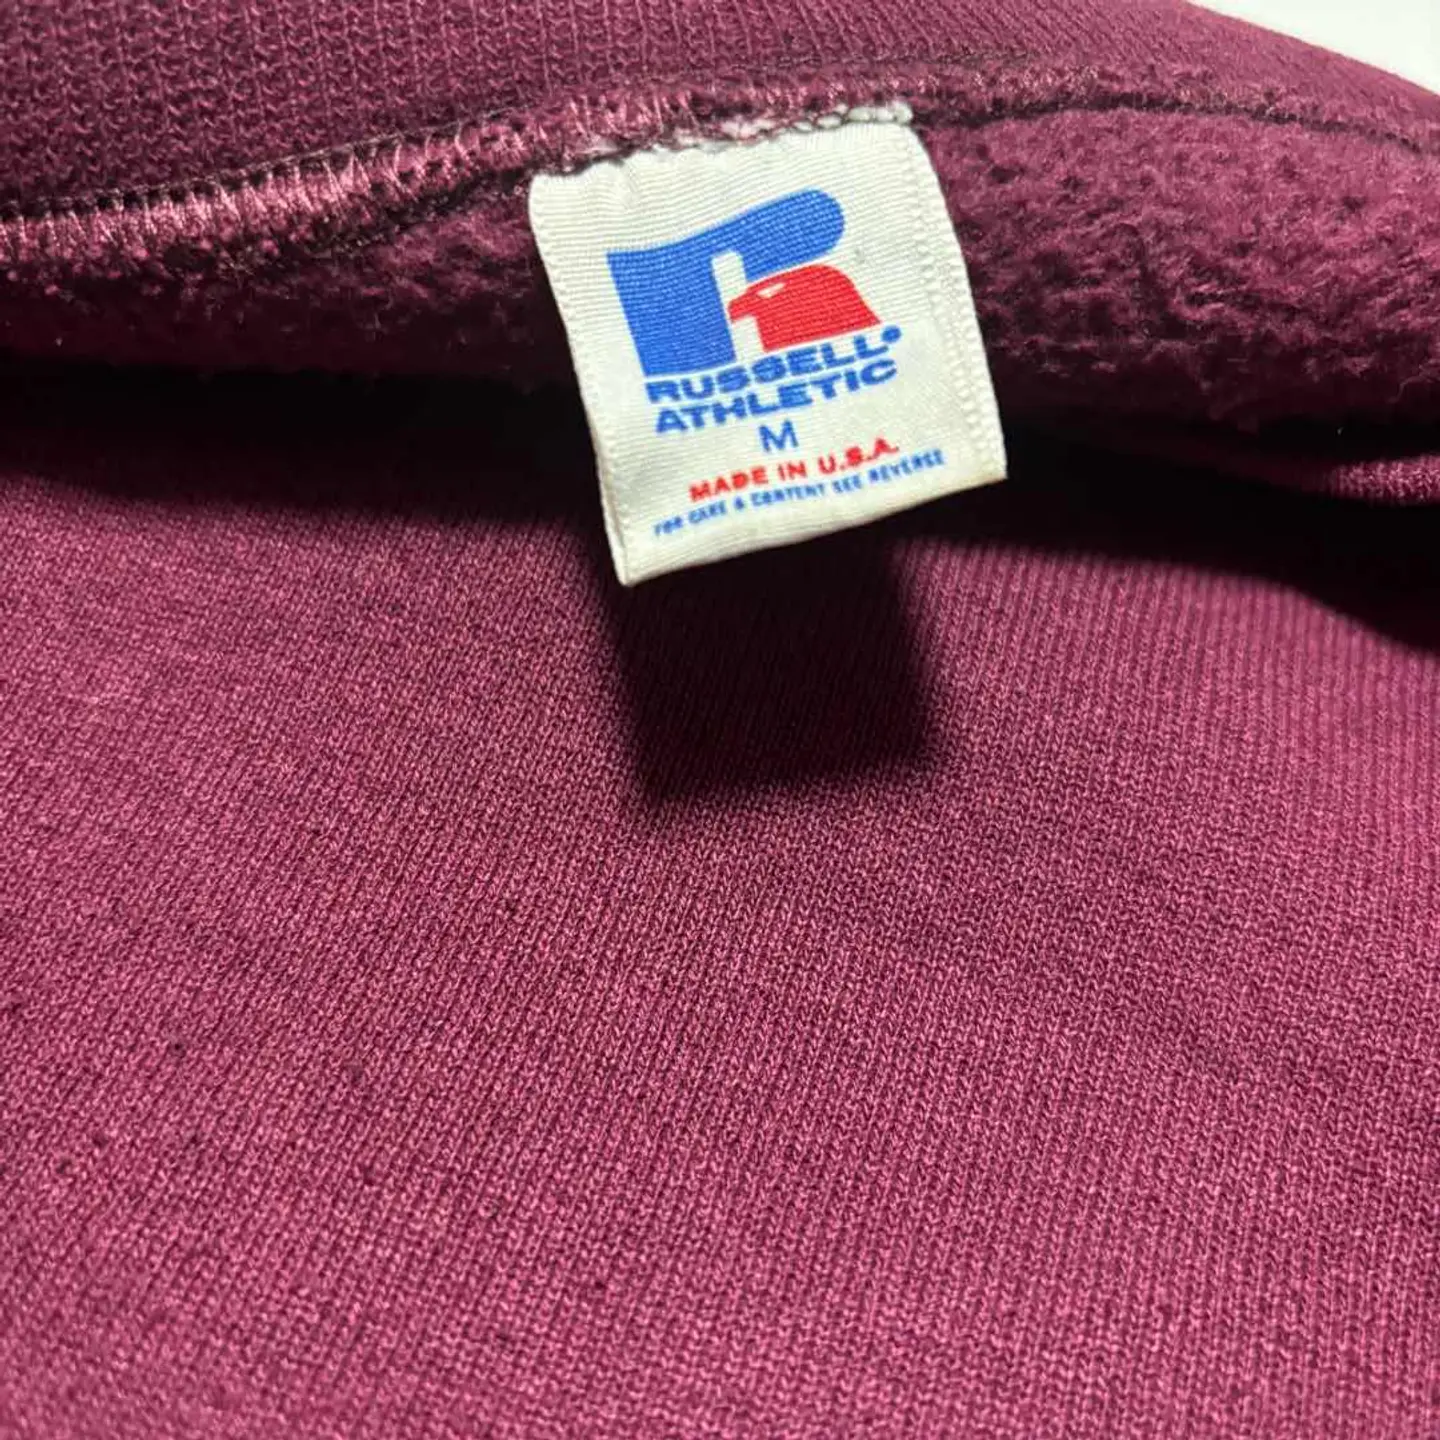 RUSSELL®
ATHLETIC
M
MADE IN U.S.A.
FOR CARE & CONTENT SEE REVERSE